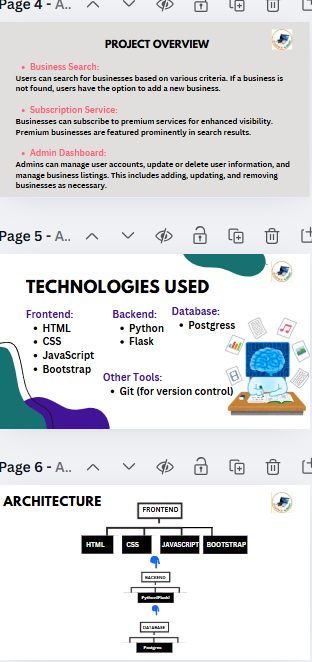 Page 4 - A..
PROJECT OVERVIEW
• Business Search:
Users can search for businesses based on various criteria. If a business is
not found, users have the option to add a new business.
• Subscription Service:
Businesses can subscribe to premium services for enhanced visibility.
Premium businesses are featured prominently in search results.
• Admin Dashboard:
Admins can manage user accounts, update or delete user information, and
manage business listings. This includes adding, updating, and removing
businesses as necessary.
Page 5 - A..
TECHNOLOGIES USED
Frontend:
• HTML
• CSS
• JavaScript
• Bootstrap
Backend:
• Python
• Flask
Database:
• Postgress
Other Tools:
• Git (for version control)
Page 6 - A..
ARCHITECTURE
FRONTEND
HTML CSS JAVASCRIPT BOOTSTRAP
BACKEND
Python(Flask)
DATABASE
Postgres